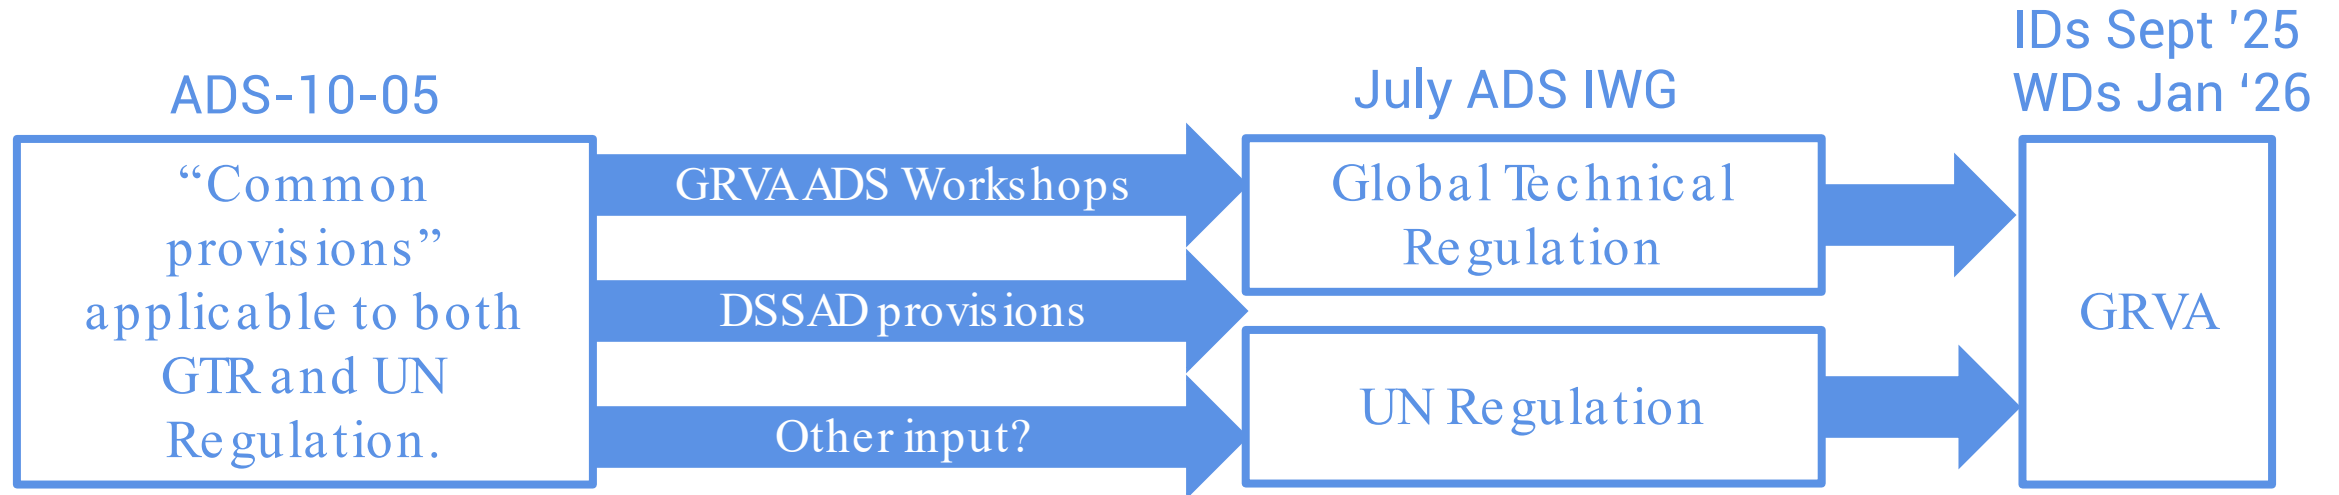 ADS-10-05
“Common
provisions”
applicable to both
GTR and UN
Regulation.
GRVA ADS Workshops
DSSAD provisions
Other input?
July ADS IWG
Global Technical
Regulation
UN Regulation
IDs Sept '25
WDs Jan ‘26
GRVA